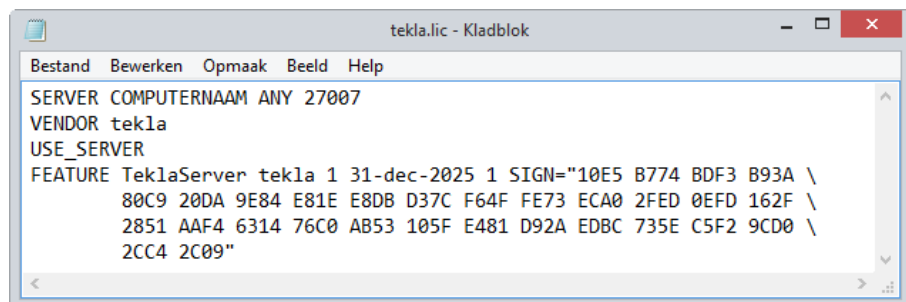 tekla.lic - Kladblok
Bestand Bewerken Opmaak Beeld Help
SERVER COMPUTERNAAM ANY 27007
VENDOR tekla
USE_SERVER
FEATURE TeklaServer tekla 1 31-dec-2025 1 SIGN="10E5 B774 BDF3 B93A \
80C9 20DA 9E84 E81E E8DB D37C F64F FE73 ECA0 2FED 0EFD 162F \
2851 AAF4 6314 76C0 AB53 105F E481 D92A EDBC 735E C5F2 9CD0 \
2CC4 2C09"